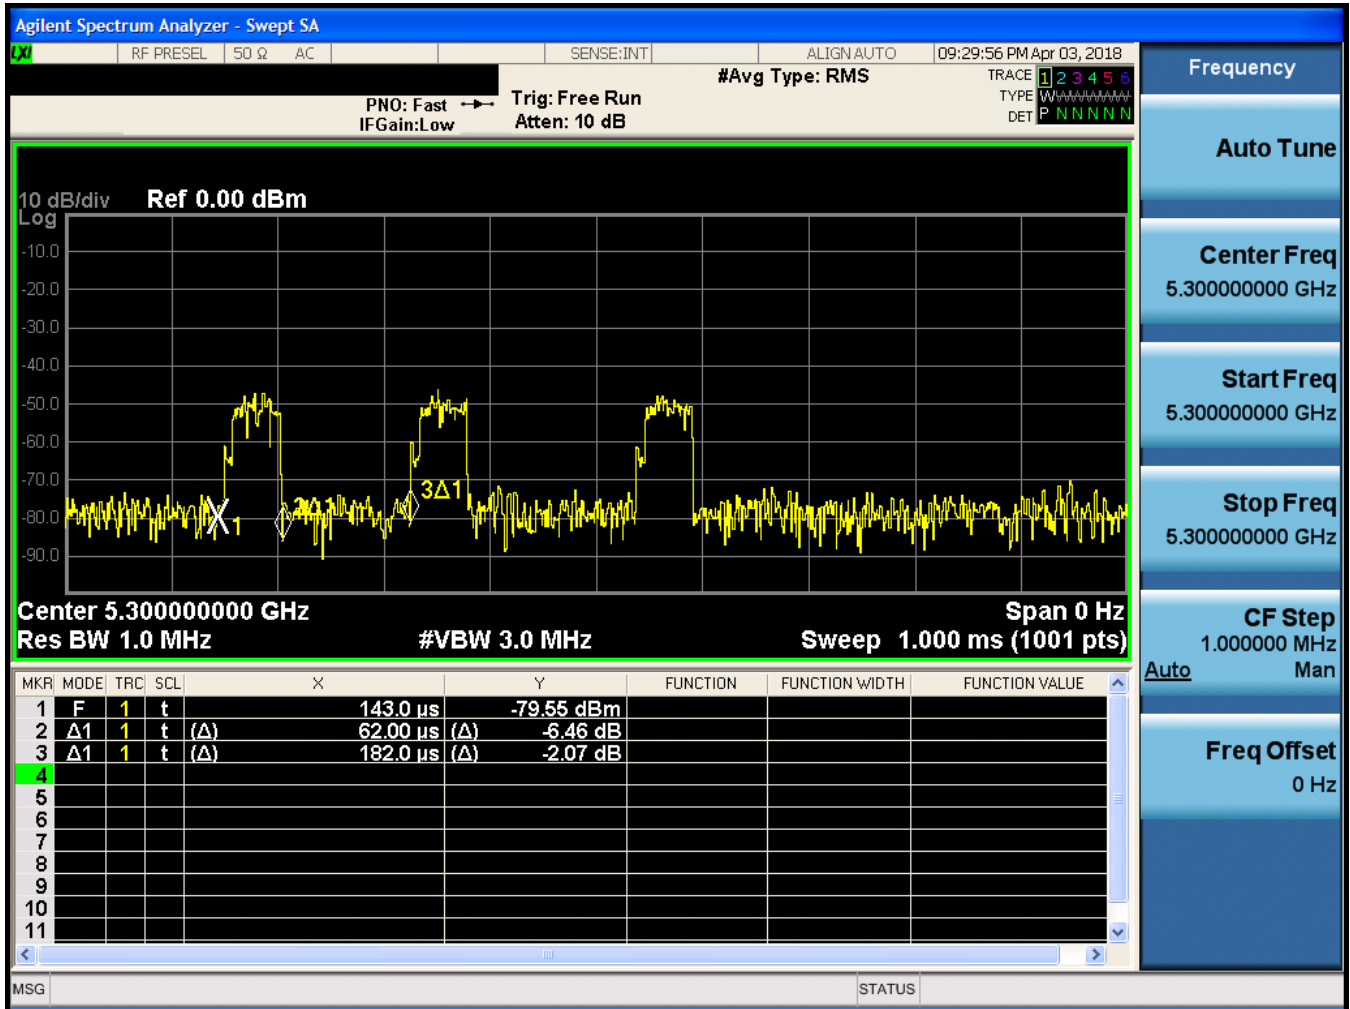 Agilent Spectrum Analyzer - Swept SA
LXI RF PRESEL 50 Ω AC SENSE:INT ALIGN AUTO 09:29:56 PM Apr 03, 2018
#Avg Type: RMS
TRACE 1 2 3 4 5 6
TYPE
DET P N N N N N
PNO: Fast
IFGain:Low
Trig: Free Run
Atten: 10 dB
10 dB/div Ref 0.00 dBm
Log
-10.0
-20.0
-30.0
-40.0
-50.0
-60.0
-70.0
-80.0
-90.0
1
3Δ1
Center 5.300000000 GHz Span 0 Hz
Res BW 1.0 MHz #VBW 3.0 MHz Sweep 1.000 ms (1001 pts)
MKR MODE TRC SCL X Y FUNCTION FUNCTION WIDTH FUNCTION VALUE
1 F 1 t 143.0 µs -79.55 dBm
2 Δ1 1 t (Δ) 62.00 µs (Δ) -6.46 dB
3 Δ1 1 t (Δ) 182.0 µs (Δ) -2.07 dB
4
5
6
7
8
9
10
11
MSG STATUS
Frequency
Auto Tune
Center Freq
5.300000000 GHz
Start Freq
5.300000000 GHz
Stop Freq
5.300000000 GHz
CF Step
1.000000 MHz
Auto Man
Freq Offset
0 Hz